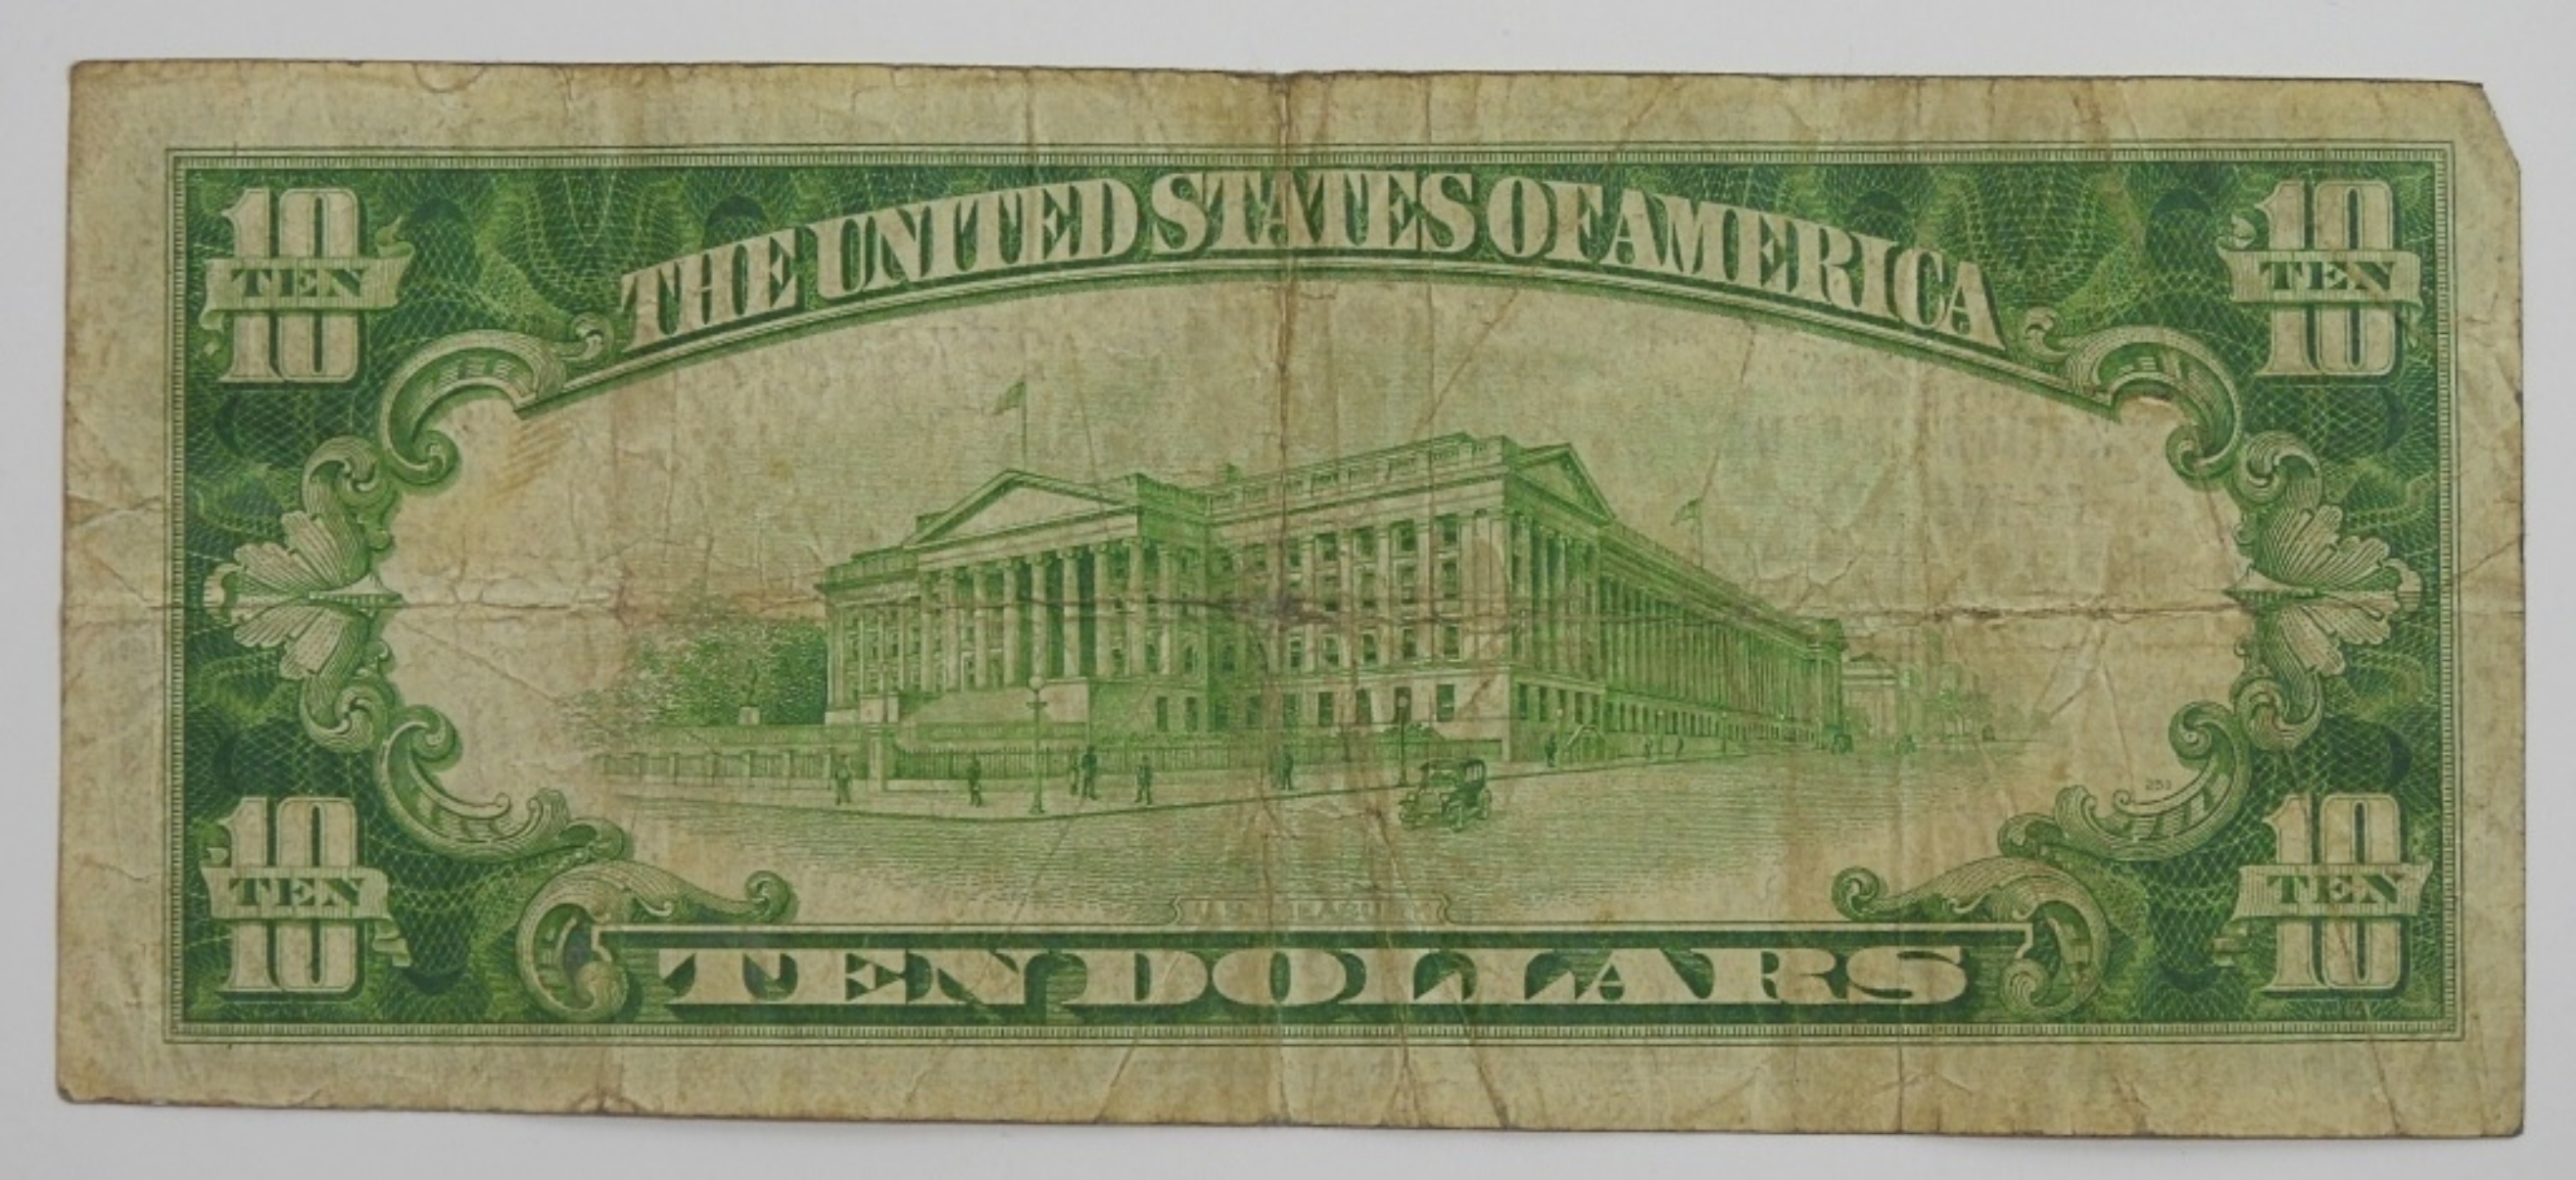 10 TEN 10
THE UNITED STATES OF AMERICA
10 TEN 10
10 TEN 10
TEN DOLLARS
10 TEN 10